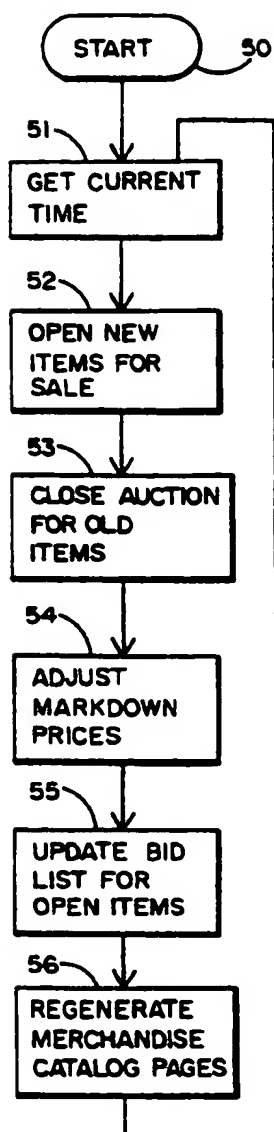 START
50
51
GET CURRENT
TIME
52
OPEN NEW
ITEMS FOR
SALE
53
CLOSE AUCTION
FOR OLD
ITEMS
54
ADJUST
MARKDOWN
PRICES
55
UPDATE BID
LIST FOR
OPEN ITEMS
56
REGENERATE
MERCHANDISE
CATALOG PAGES